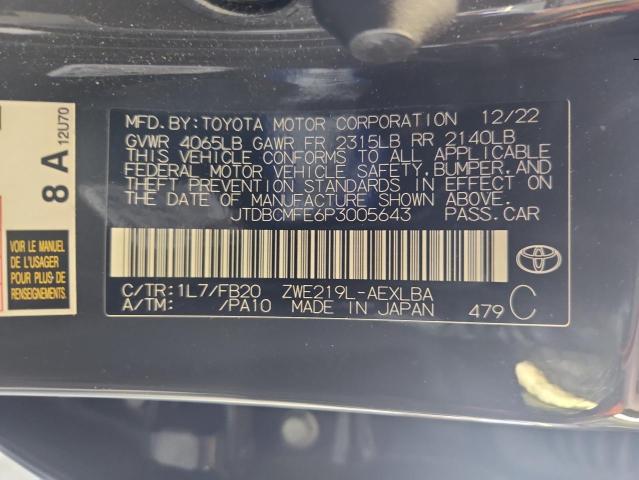 MFD. BY: TOYOTA MOTOR CORPORATION 12/22
GVWR 4065LB GAWR FR 2315LB RR 2140LB
THIS VEHICLE CONFORMS TO ALL APPLICABLE
FEDERAL MOTOR VEHICLE SAFETY, BUMPER, AND
THEFT PREVENTION STANDARDS IN EFFECT ON
THE DATE OF MANUFACTURE SHOWN ABOVE.
JTDBCMFE6P3005643 PASS.CAR
C/TR: 1L7/FB20 ZWE219L-AEXLBA
A/TM: /PA10 MADE IN JAPAN 479 C
8 A 12U70
VOIR LE MANUEL
DE L'USAGER
POUR PLUS DE
RENSEIGNEMENTS